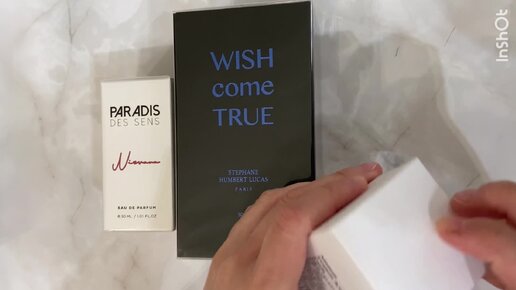 InShOt
PARADIS
DES SENS
Nirvana
EAU DE PARFUM
WISH
come
TRUE
STEPHANE
HUMBERT LUCAS
PARIS